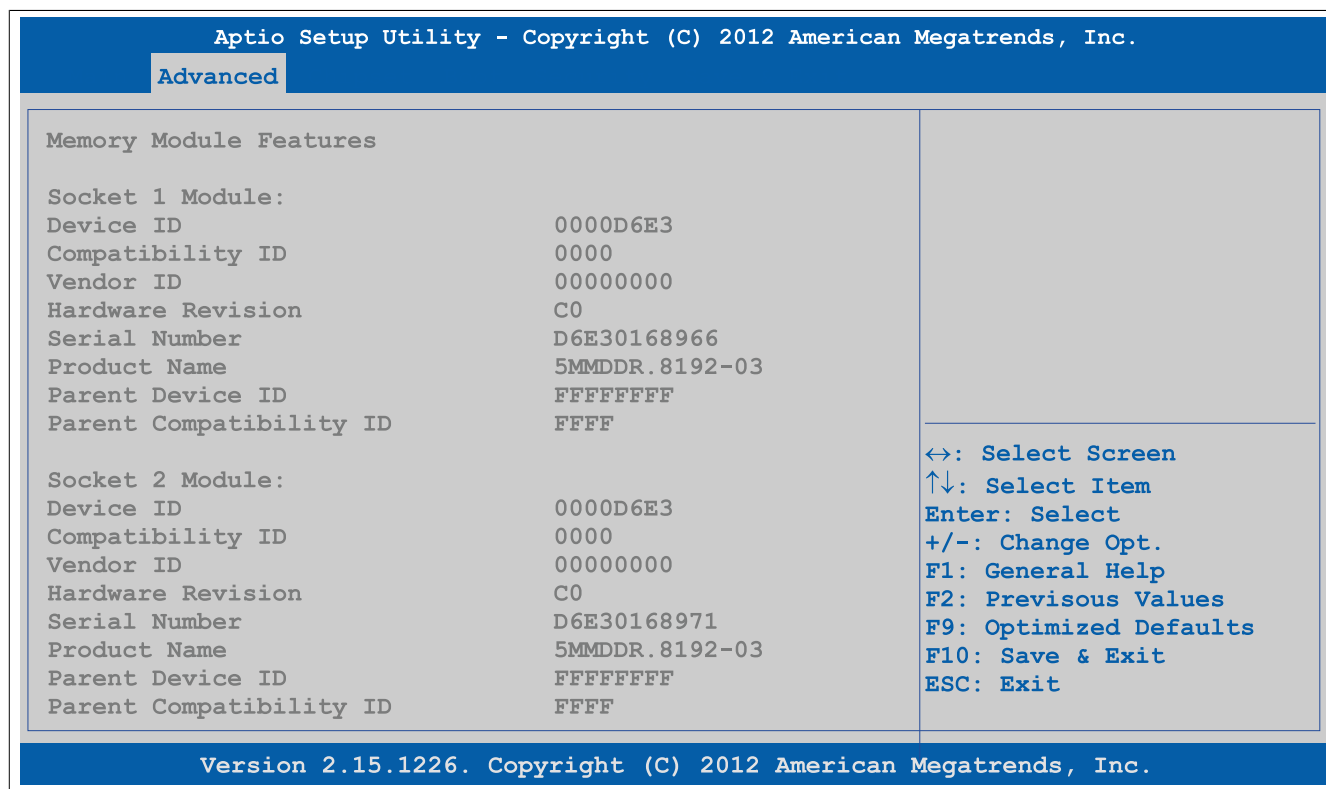 Aptio Setup Utility - Copyright (C) 2012 American Megatrends, Inc.
Advanced
Memory Module Features
Socket 1 Module:
Device ID 0000D6E3
Compatibility ID 0000
Vendor ID 00000000
Hardware Revision C0
Serial Number D6E30168966
Product Name 5MMDDR.8192-03
Parent Device ID FFFFFFFF
Parent Compatibility ID FFFF
Socket 2 Module:
Device ID 0000D6E3
Compatibility ID 0000
Vendor ID 00000000
Hardware Revision C0
Serial Number D6E30168971
Product Name 5MMDDR.8192-03
Parent Device ID FFFFFFFF
Parent Compatibility ID FFFF
↔: Select Screen
↑↓: Select Item
Enter: Select
+/-: Change Opt.
F1: General Help
F2: Previsous Values
F9: Optimized Defaults
F10: Save & Exit
ESC: Exit
Version 2.15.1226. Copyright (C) 2012 American Megatrends, Inc.